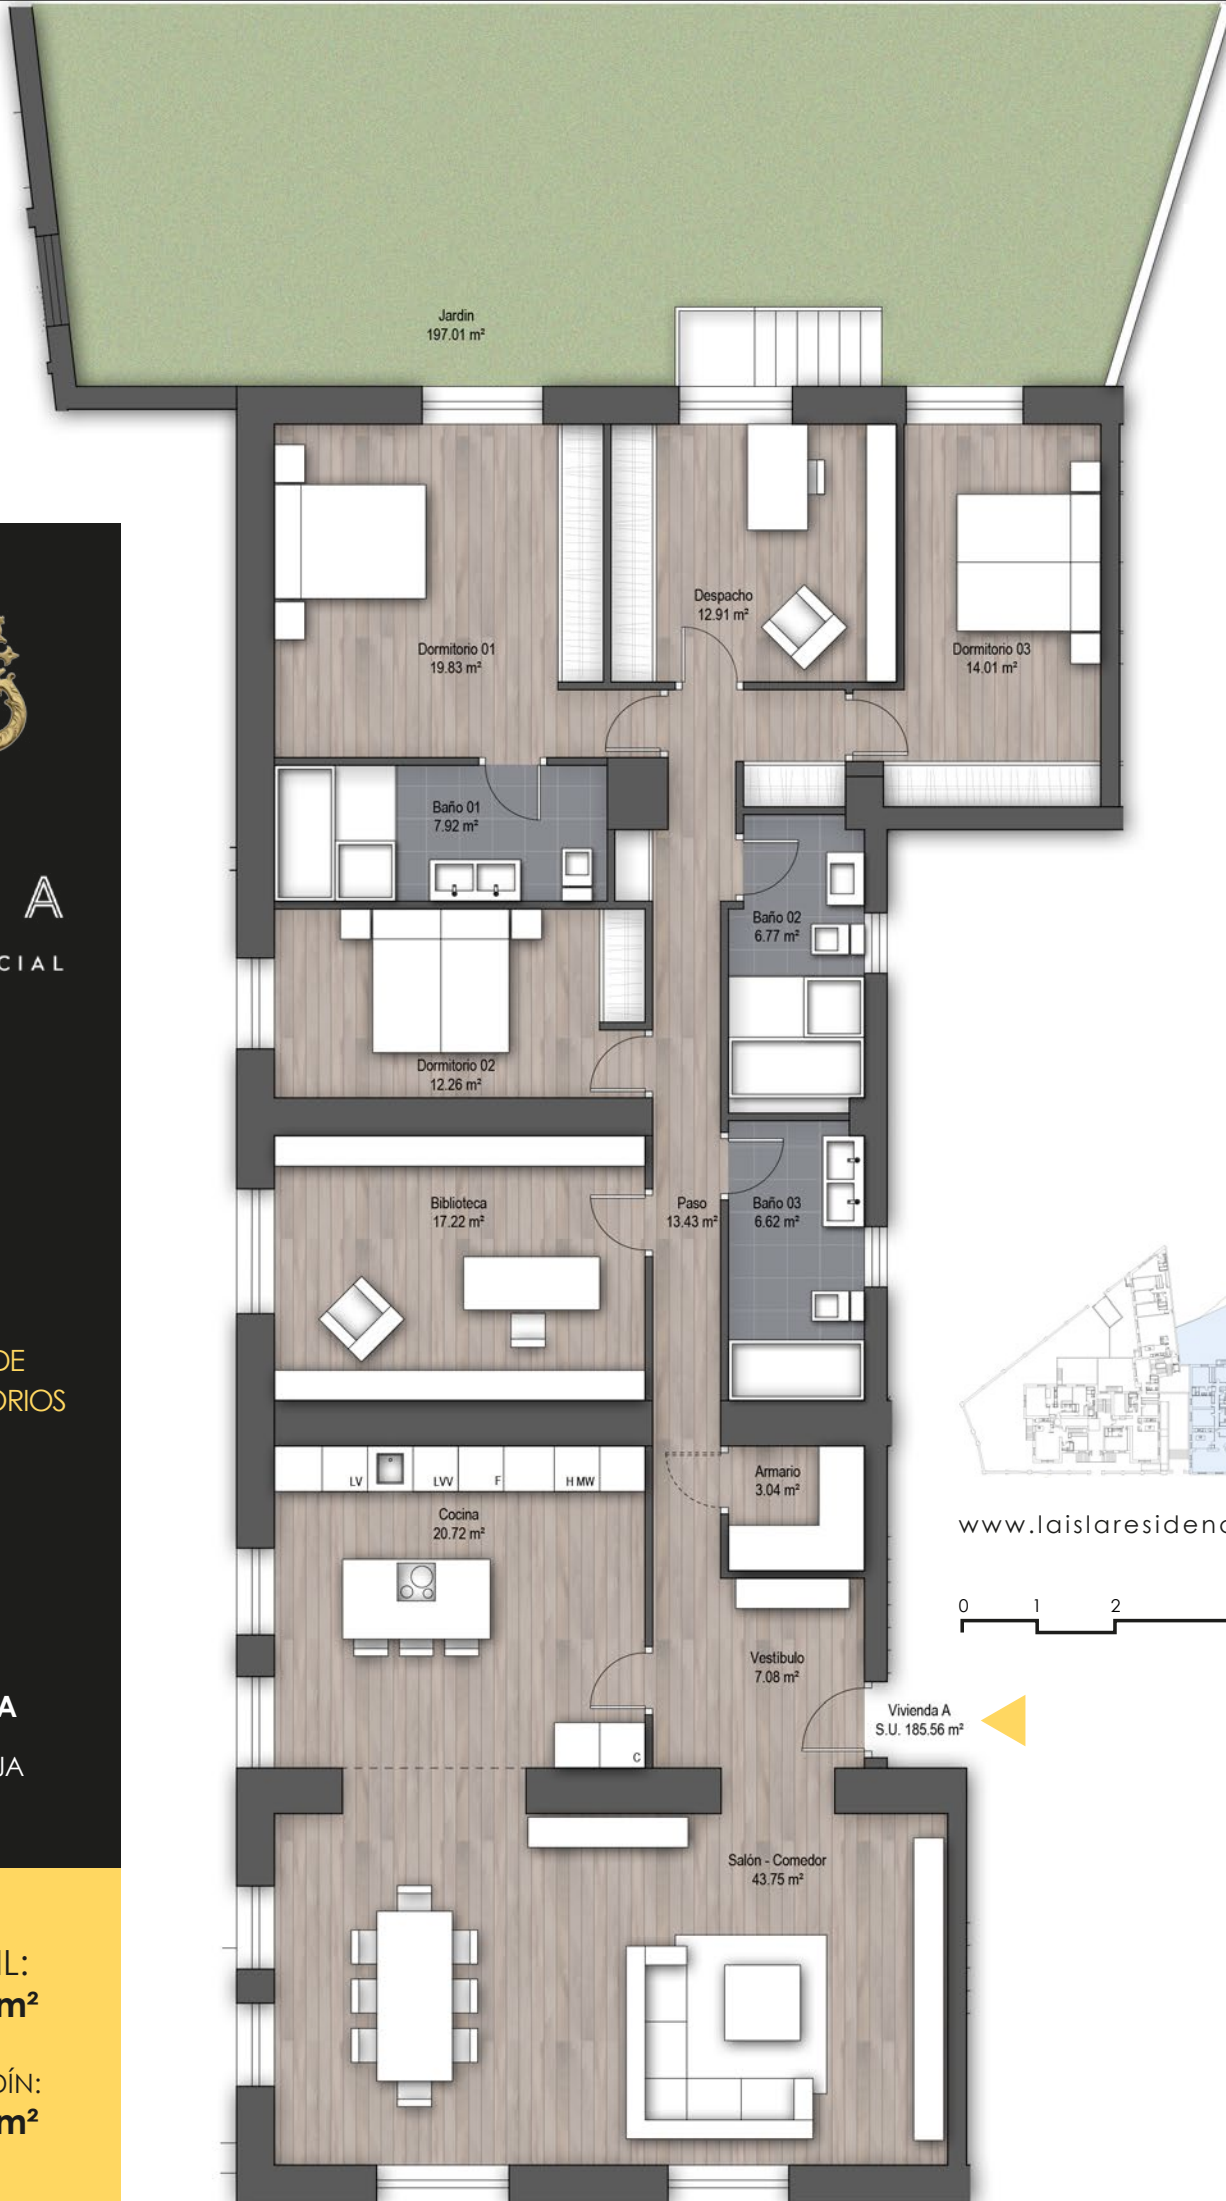 Jardin
197.01 m²
Despacho
12.91 m²
Dormitorio 01
19.83 m²
Dormitorio 03
14.01 m²
Baño 01
7.92 m²
A
CIAL
Baño 02
6.77 m²
Dormitorio 02
12.26 m²
Biblioteca
17.22 m²
Paso
13.43 m²
Baño 03
6.62 m²
DE
ORIOS
LV
LVV
F
H MW
Armario
3.04 m²
Cocina
20.72 m²
www.laislaresidenc
0 1 2
Vestibulo
7.08 m²
A
JA
Vivienda A
S.U. 185.56 m²
C
Salón - Comedor
43.75 m²
IL:
m²
DÍN:
m²